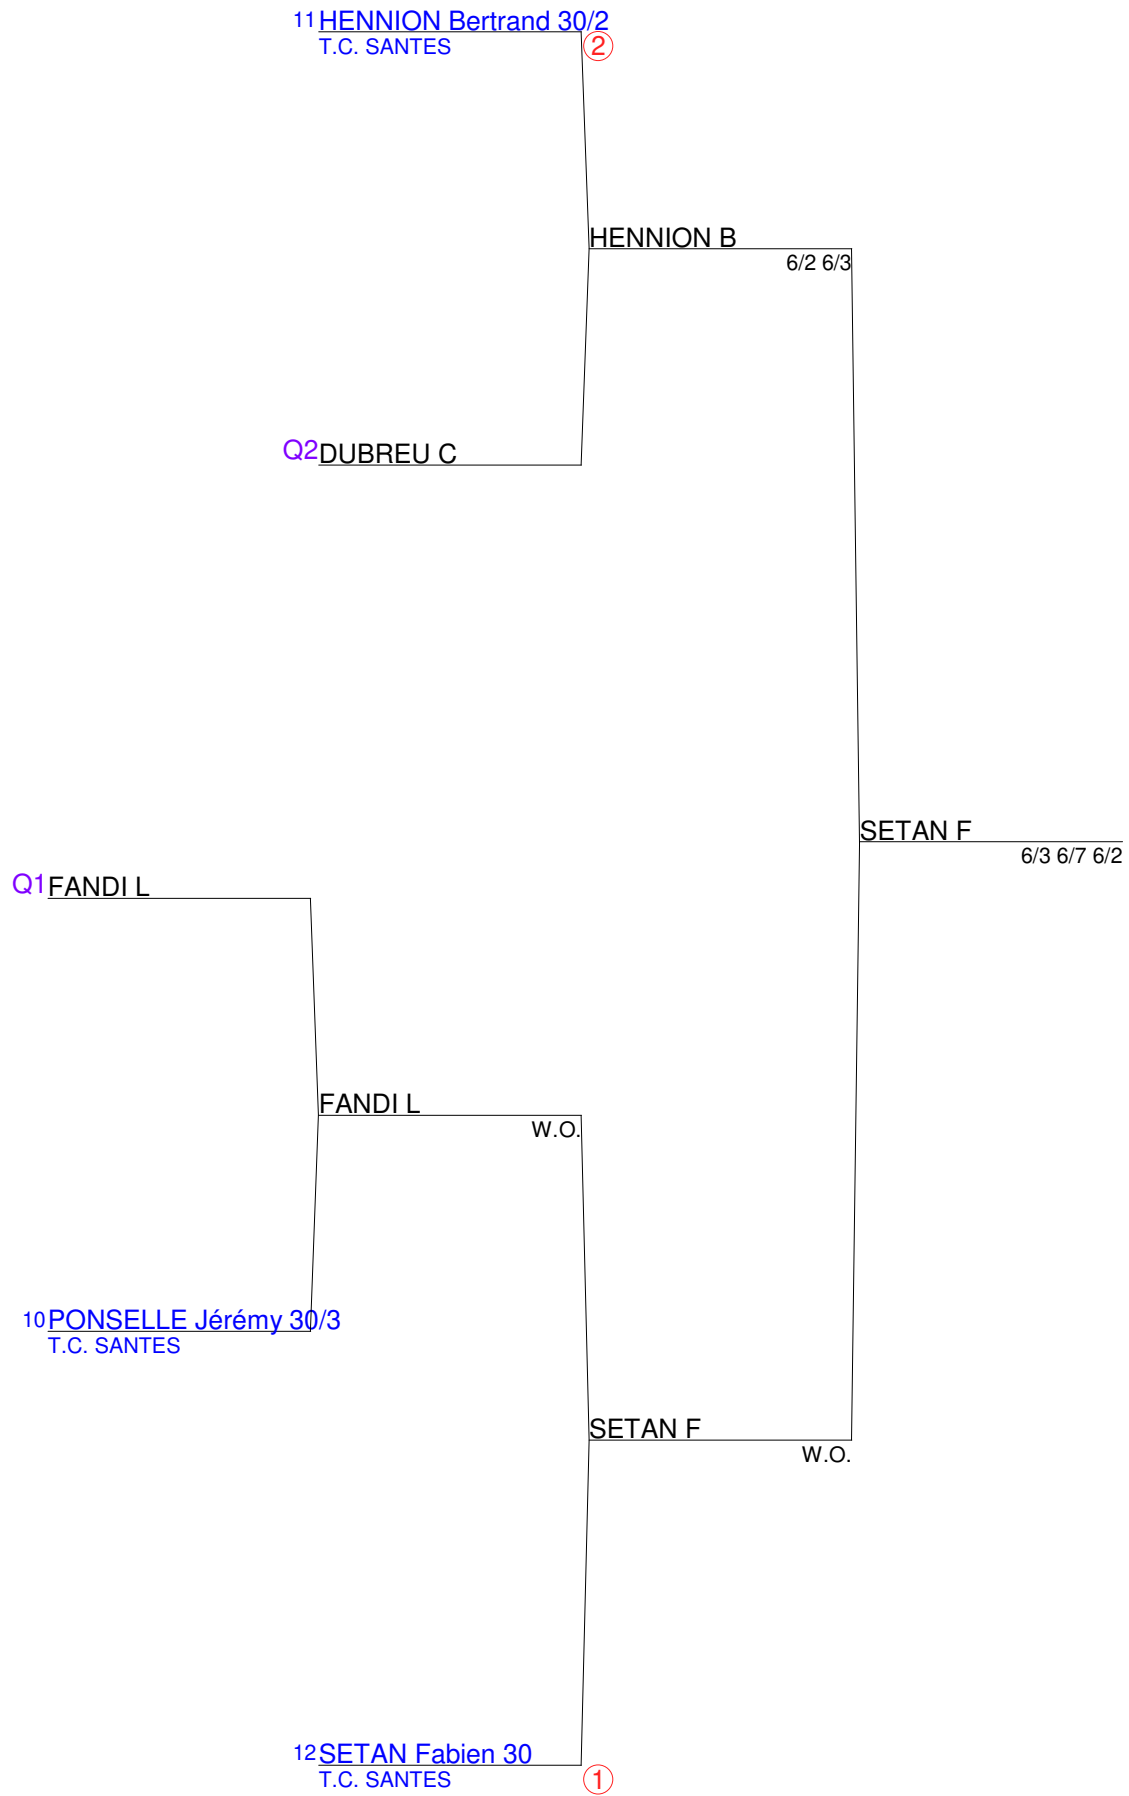 11 HENNION Bertrand 30/2
T.C. SANTES
2
HENNION B
6/2 6/3
Q2 DUBREU C
SETAN F
6/3 6/7 6/2
Q1 FANDI L
FANDI L
W.O.
10 PONSELLE Jérémy 30/3
T.C. SANTES
SETAN F
W.O.
12 SETAN Fabien 30
T.C. SANTES
1